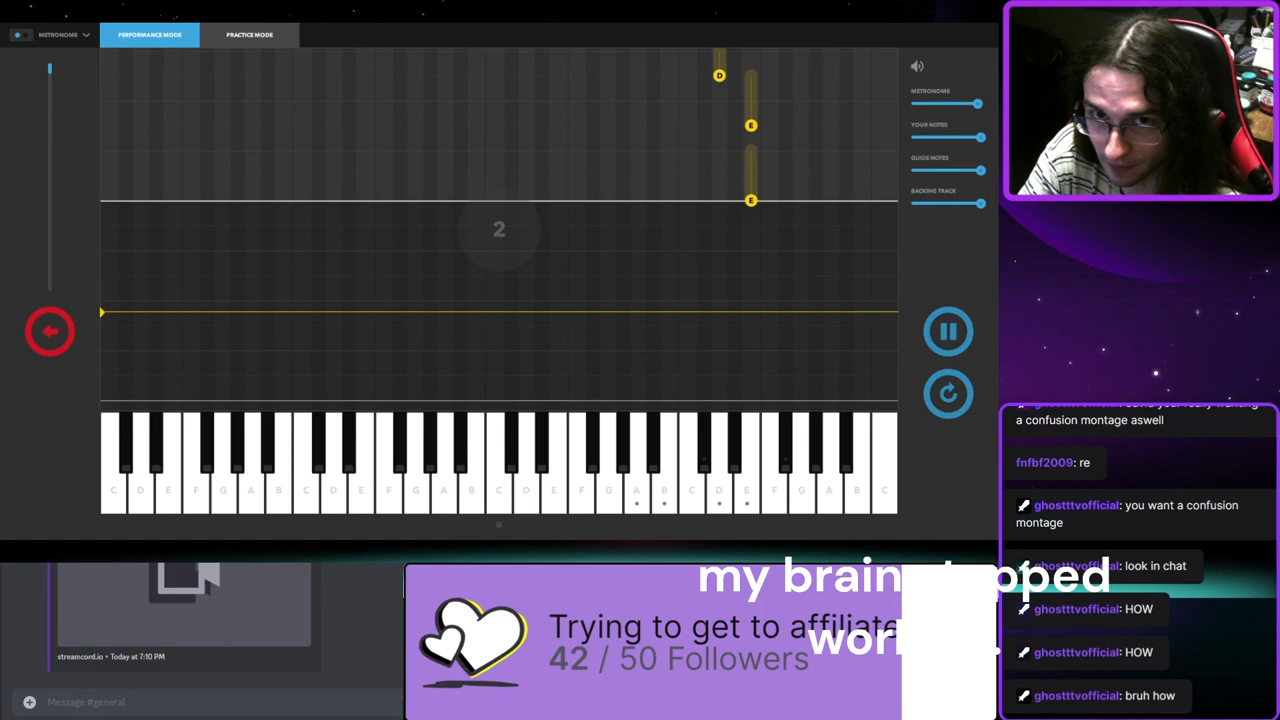 METRONOME
PERFORMANCE MODE
PRACTICE MODE
D
E
E
2
METRONOME
YOUR NOTES
GUIDE NOTES
BACKING TRACK
C D E F G A B C D E F G A B C D E F G A B C D E F G A B C
a confusion montage aswell
fnfbf2009: re
ghostttvofficial: you want a confusion
montage
ghostttvofficial: look in chat
ghostttvofficial: HOW
ghostttvofficial: HOW
ghostttvofficial: bruh how
my brain
Trying to get to affiliate
42 / 50 Followers
streamcord.io • Today at 7:10 PM
Message #general